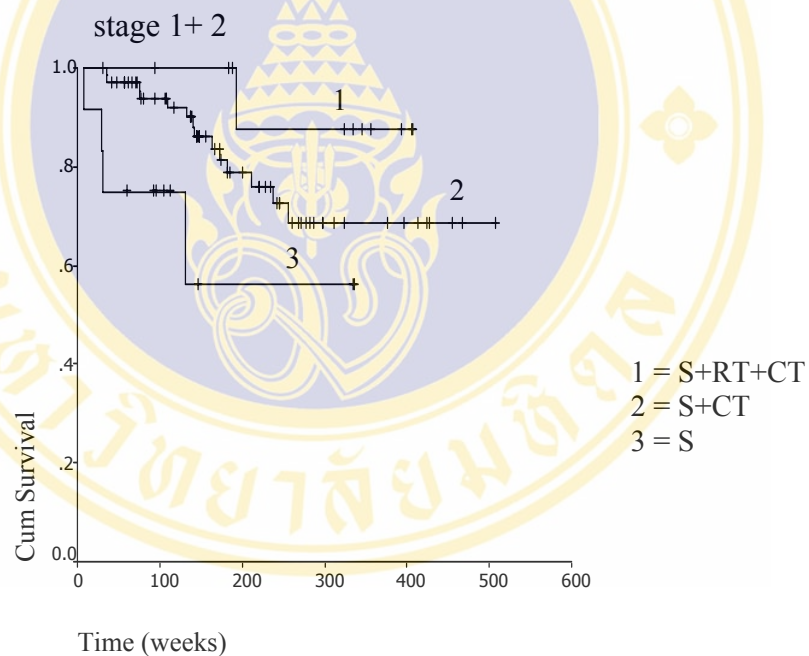 stage 1+ 2
1.0
.8
.6
.4
.2
0.0
Cum Survival
1
2
3
1 = S+RT+CT
2 = S+CT
3 = S
0 100 200 300 400 500 600
Time (weeks)